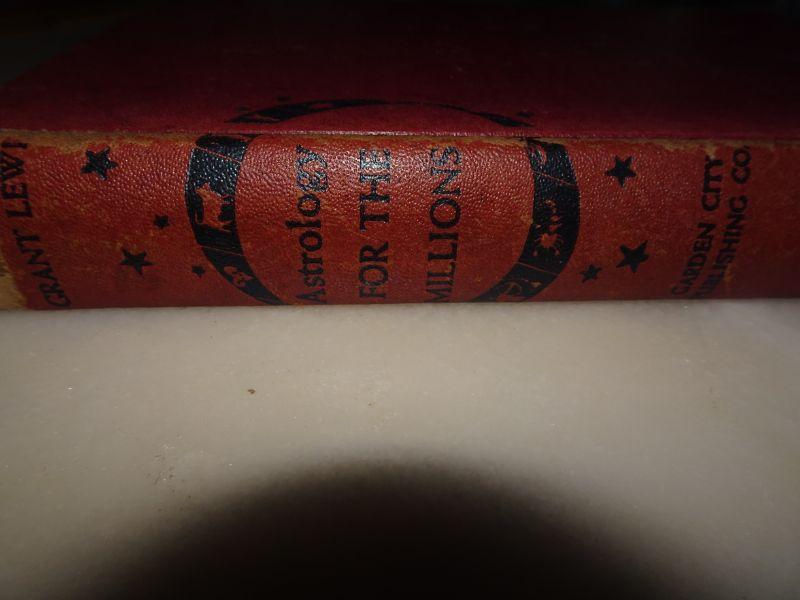 GRANT LEWI
Astrology
FOR THE
MILLIONS
GARDEN CITY
PUBLISHING CO.